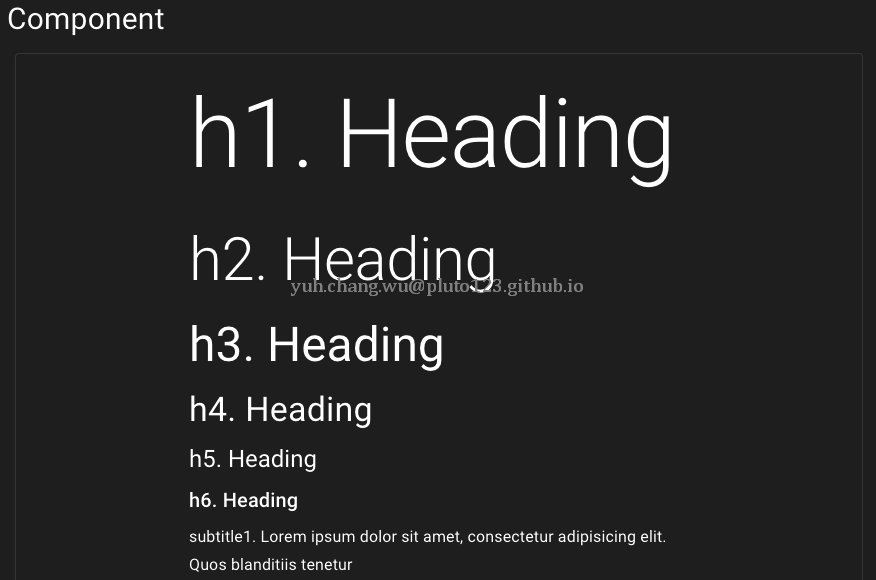 Component
h1. Heading
h2. Heading
yuh.chang.wu@pluto123.github.io
h3. Heading
h4. Heading
h5. Heading
h6. Heading
subtitle1. Lorem ipsum dolor sit amet, consectetur adipisicing elit.
Quos blanditiis tenetur